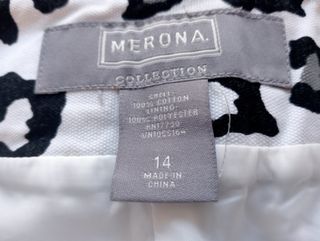 MERONA.
COLLECTION
SHELL-
100% COTTON
LINING-
100% POLYESTER
RN17730
14
MADE IN
CHINA